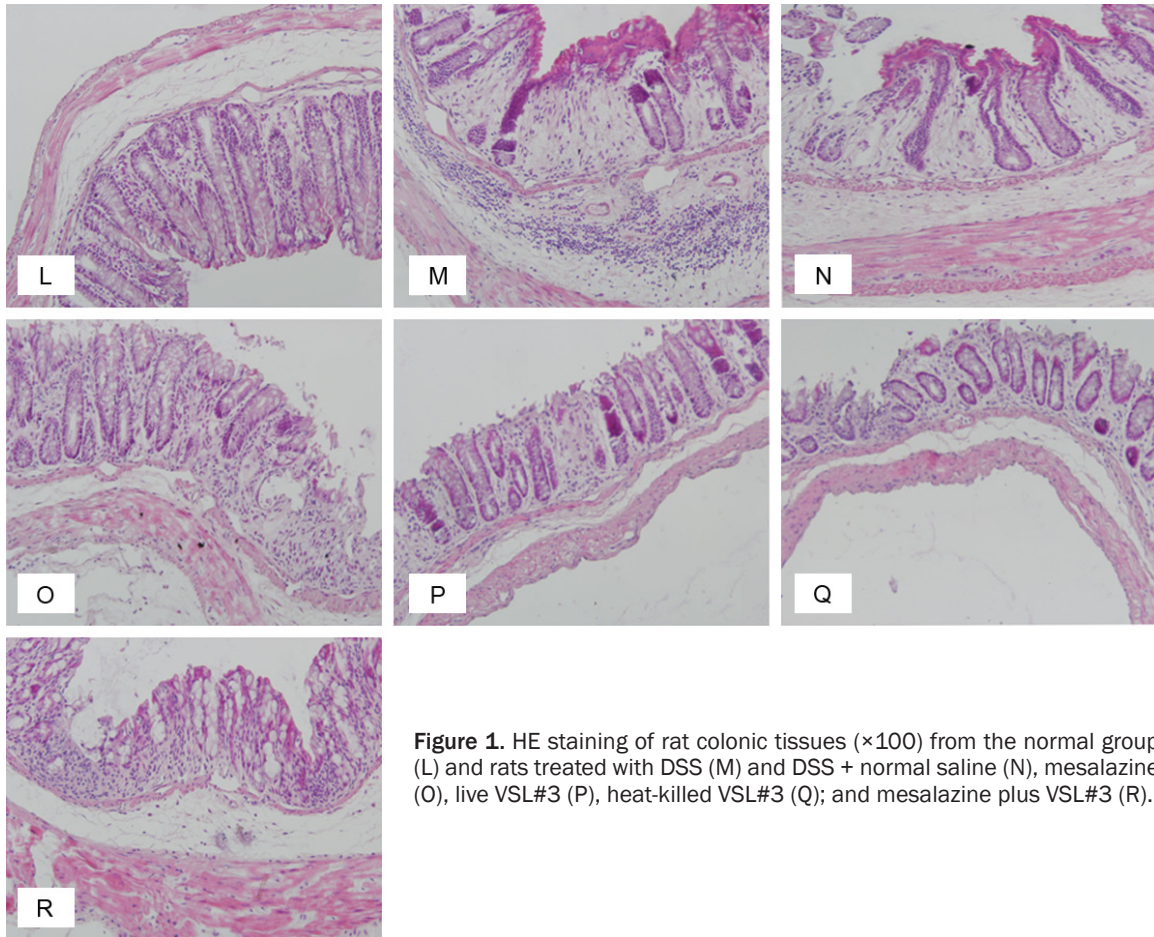 L
M
N
O
P
Q
R
Figure 1. HE staining of rat colonic tissues (×100) from the normal group
(L) and rats treated with DSS (M) and DSS + normal saline (N), mesalazine
(O), live VSL#3 (P), heat-killed VSL#3 (Q); and mesalazine plus VSL#3 (R).